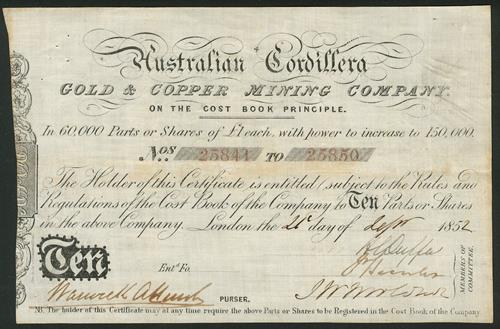 Australian Cordillera
GOLD & COPPER MINING COMPANY.
ON THE COST BOOK PRINCIPLE.
In 60,000 Parts or Shares of £1 each, with power to increase to 150,000.
Nos 25841 TO 25850
The Holder of this Certificate is entitled (subject to the Rules and
Regulations of the Cost Book of the Company to Ten Parts or Shares
in the above Company. London the day of Sept 1852
Ten
Entd. Fo.
PURSER.
MEMBERS OF
COMMITTEE.
NB. The holder of this Certificate may at any time require the above Parts or Shares to be Registered in the Cost Book, of the Company